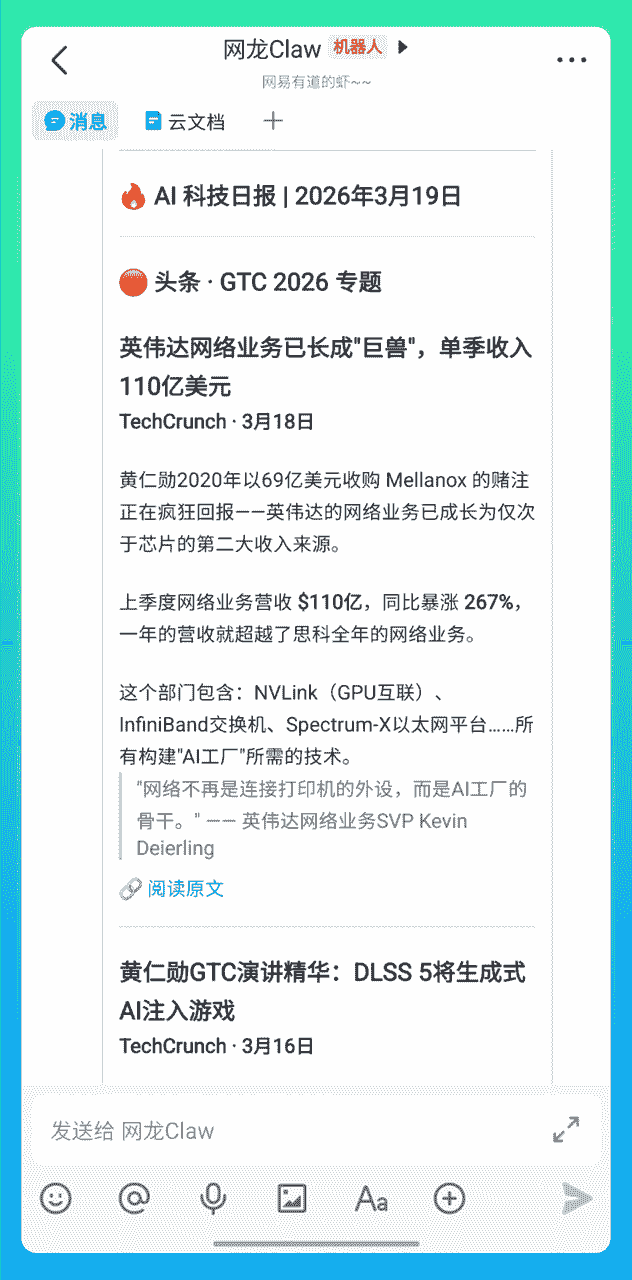 网龙Claw 机器人
网易有道的虾~~
消息 云文档
AI 科技日报 | 2026年3月19日
头条 · GTC 2026 专题
英伟达网络业务已长成"巨兽"，单季收入
110亿美元
TechCrunch · 3月18日
黄仁勋2020年以69亿美元收购 Mellanox 的赌注
正在疯狂回报——英伟达的网络业务已成长为仅次
于芯片的第二大收入来源。
上季度网络业务营收 $110亿，同比暴涨 267%，
一年的营收就超越了思科全年的网络业务。
这个部门包含：NVLink（GPU互联）、
InfiniBand交换机、Spectrum-X以太网平台……所
有构建"AI工厂"所需的技术。
"网络不再是连接打印机的外设，而是AI工厂的
骨干。" —— 英伟达网络业务SVP Kevin
Deierling
阅读原文
黄仁勋GTC演讲精华：DLSS 5将生成式
AI注入游戏
TechCrunch · 3月16日
发送给 网龙Claw
Aa